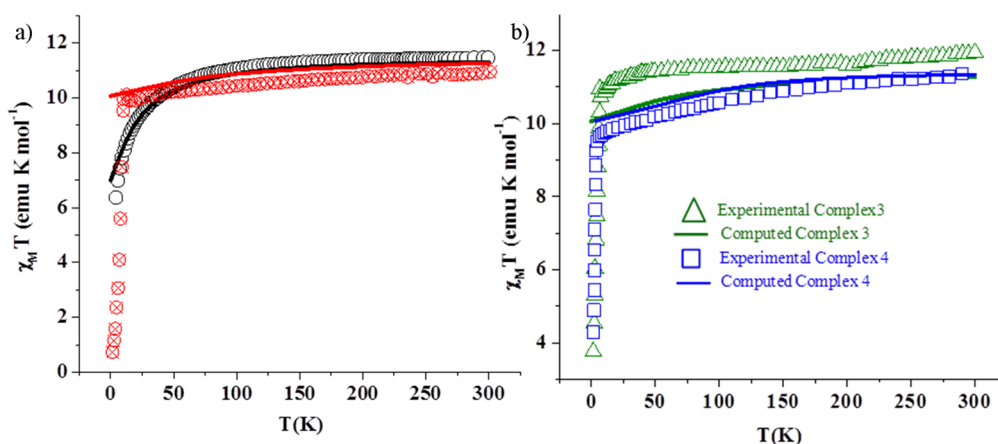 a)
12
10
8
6
4
2
0
χMT (emu K mol-1)
0 50 100 150 200 250 300
T(K)
b)
12
10
8
6
4
χMT (emu K mol-1)
Experimental Complex3
Computed Complex 3
Experimental Complex 4
Computed Complex 4
0 50 100 150 200 250 300
T(K)